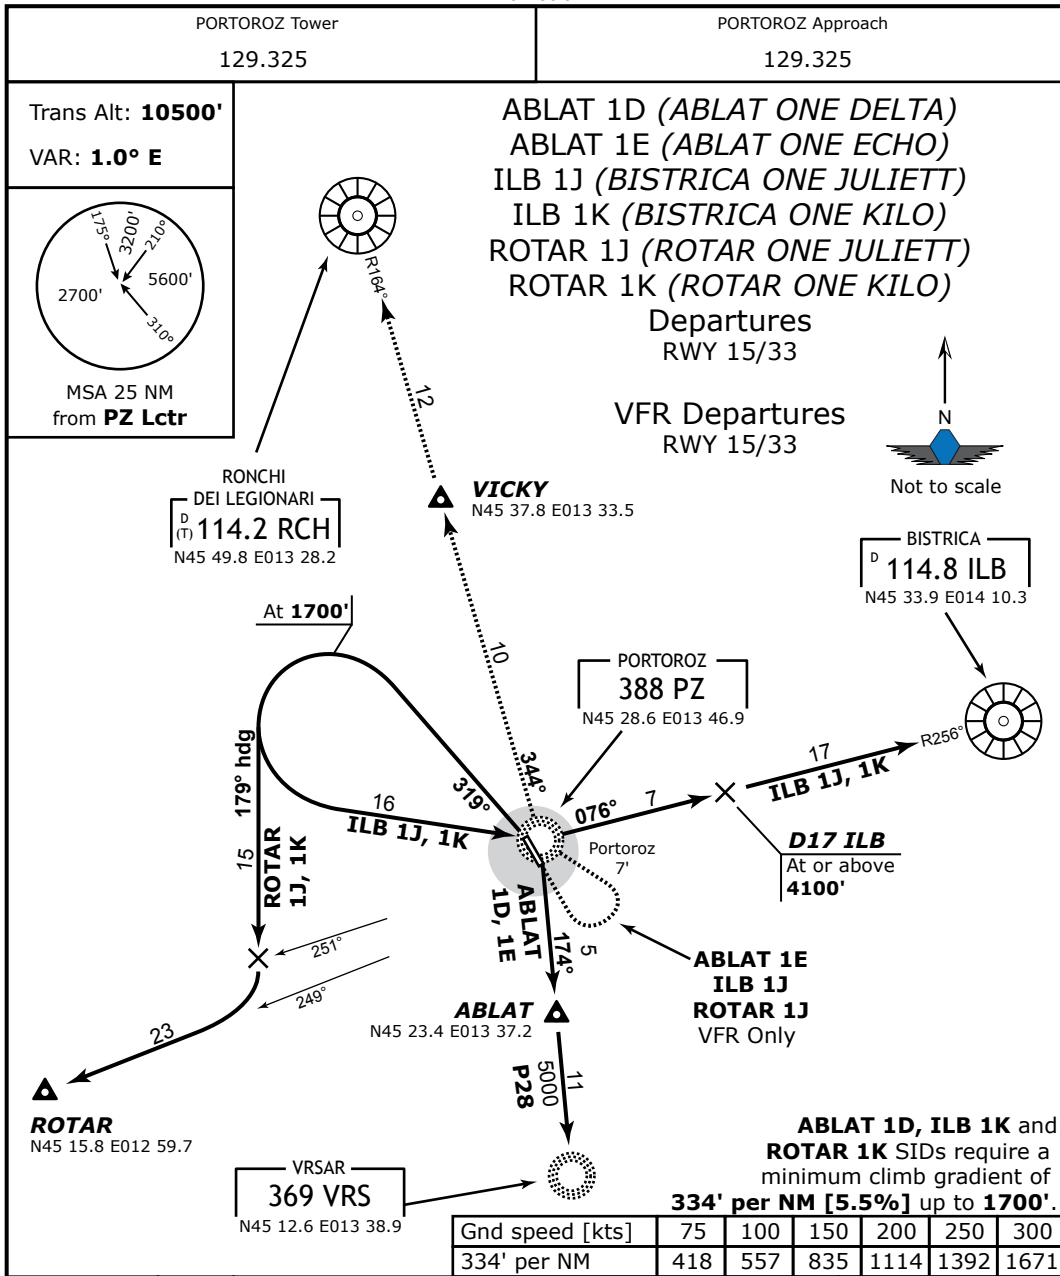 PORTOROZ Tower
129.325
PORTOROZ Approach
129.325
Trans Alt: 10500'
VAR: 1.0° E
175°
3200'
210°
2700'
5600'
310°
MSA 25 NM
from PZ Lctr
ABLAT 1D (ABLAT ONE DELTA)
ABLAT 1E (ABLAT ONE ECHO)
ILB 1J (BISTRICA ONE JULIETT)
ILB 1K (BISTRICA ONE KILO)
ROTAR 1J (ROTAR ONE JULIETT)
ROTAR 1K (ROTAR ONE KILO)
Departures
RWY 15/33
VFR Departures
RWY 15/33
N
Not to scale
R164°
12
RONCHI
DEI LEGIONARI
D
(T) 114.2 RCH
N45 49.8 E013 28.2
VICKY
N45 37.8 E013 33.5
BISTRICA
D 114.8 ILB
N45 33.9 E014 10.3
At 1700'
10
PORTOROZ
388 PZ
N45 28.6 E013 46.9
R256°
17
ILB 1J, 1K
179° hdg
15
ROTAR
1J, 1K
16
ILB 1J, 1K
319°
344°
076°
7
D17 ILB
At or above
4100'
Portoroz
7'
ABLAT
1D, 1E
174°
5
251°
249°
23
ABLAT 1E
ILB 1J
ROTAR 1J
VFR Only
ABLAT
N45 23.4 E013 37.2
11
5000
P28
ROTAR
N45 15.8 E012 59.7
VRSAR
369 VRS
N45 12.6 E013 38.9
ABLAT 1D, ILB 1K and
ROTAR 1K SIDs require a
minimum climb gradient of
334' per NM [5.5%] up to 1700'.
Gnd speed [kts] 75 100 150 200 250 300
334' per NM 418 557 835 1114 1392 1671